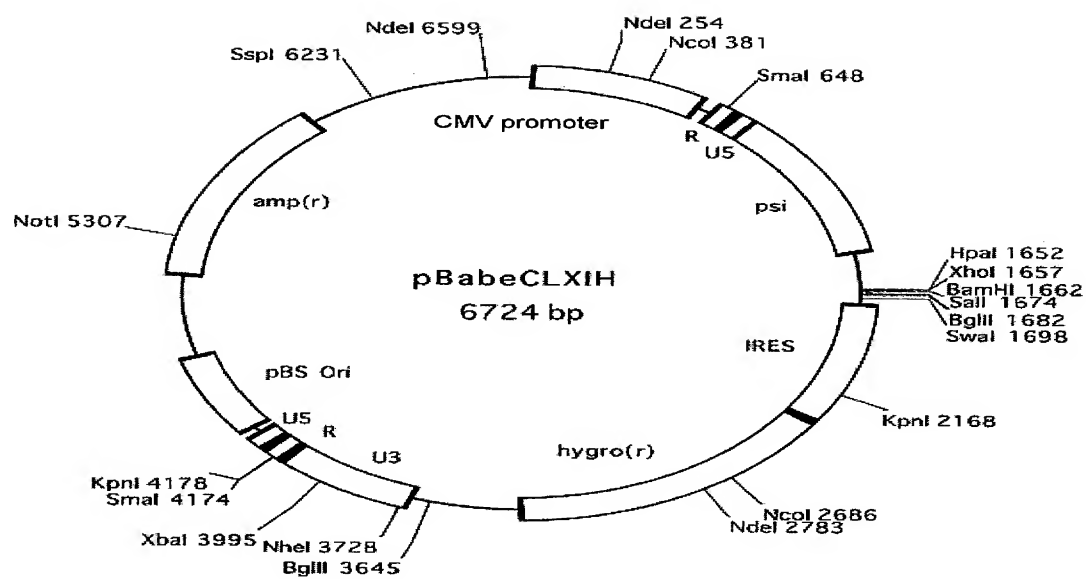 NdeI 6599
NdeI 254
NcoI 381
SspI 6231
SmaI 648
CMV promoter
R
U5
amp(r)
psi
NotI 5307
HpaI 1652
XhoI 1657
BamHI 1662
SalI 1674
BglII 1682
SwaI 1698
pBabeCLXIH
6724 bp
IRES
pBS Ori
U5
R
U3
KpnI 2168
hygro(r)
KpnI 4178
SmaI 4174
NcoI 2686
NdeI 2783
XbaI 3995
NheI 3728
BglII 3645